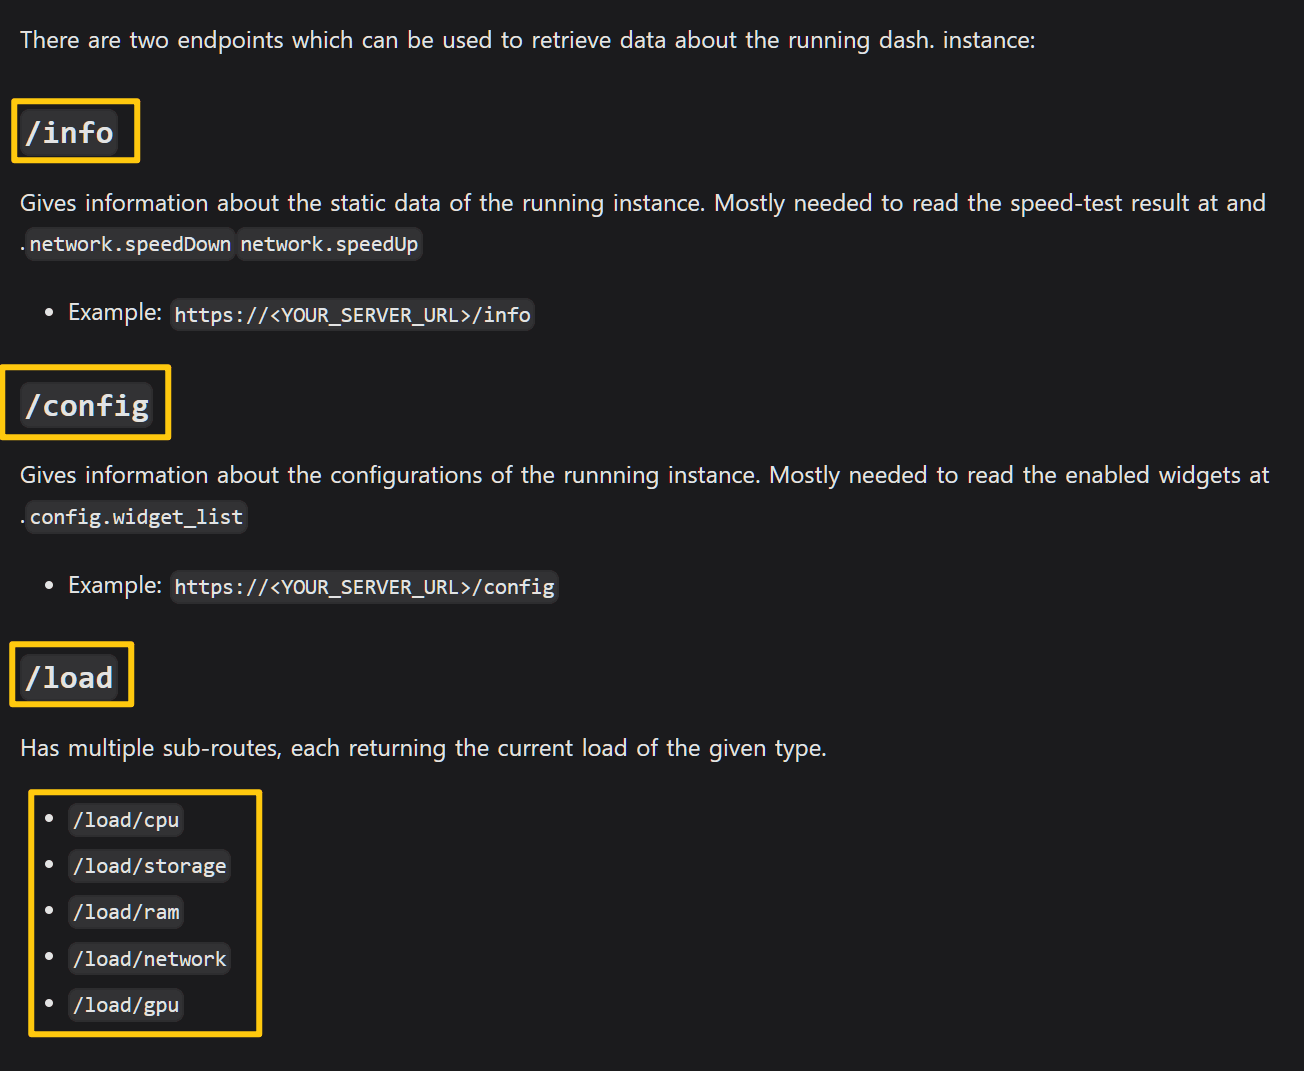 There are two endpoints which can be used to retrieve data about the running dash. instance:
/info
Gives information about the static data of the running instance. Mostly needed to read the speed-test result at and
.network.speedDown network.speedUp
• Example: https://<YOUR_SERVER_URL>/info
/config
Gives information about the configurations of the runnning instance. Mostly needed to read the enabled widgets at
.config.widget_list
• Example: https://<YOUR_SERVER_URL>/config
/load
Has multiple sub-routes, each returning the current load of the given type.
• /load/cpu
• /load/storage
• /load/ram
• /load/network
• /load/gpu